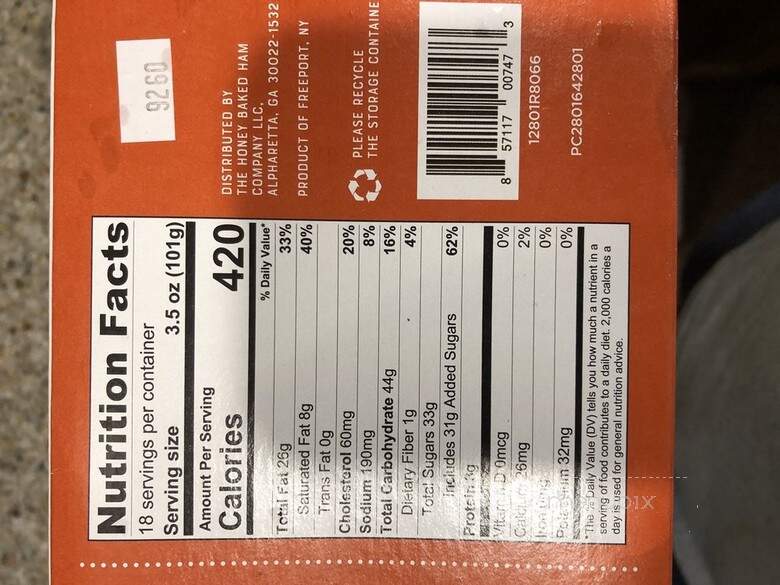 0926
DISTRIBUTED BY
THE HONEY BAKED HAM
COMPANY LLC,
ALPHARETTA, GA 30022-1532
PRODUCT OF FREEPORT, NY
PLEASE RECYCLE
THE STORAGE CONTAINE
8 57117 00747 3
12801R8066
PC2801642801
Nutrition Facts
18 servings per container
Serving size 3.5 oz (101g)
Amount Per Serving
Calories 420
% Daily Value*
Total Fat 26g 33%
Saturated Fat 8g 40%
Trans Fat 0g
Cholesterol 60mg 20%
Sodium 190mg 8%
Total Carbohydrate 44g 16%
Dietary Fiber 1g 4%
Total Sugars 33g
Includes 31g Added Sugars 62%
Protein 0%
Vitamin D 0mcg 0%
Calcium 2%
Iron 0%
Potassium 32mg 0%
*The % Daily Value (DV) tells you how much a nutrient in a
serving of food contributes to a daily diet. 2,000 calories a
day is used for general nutrition advice.